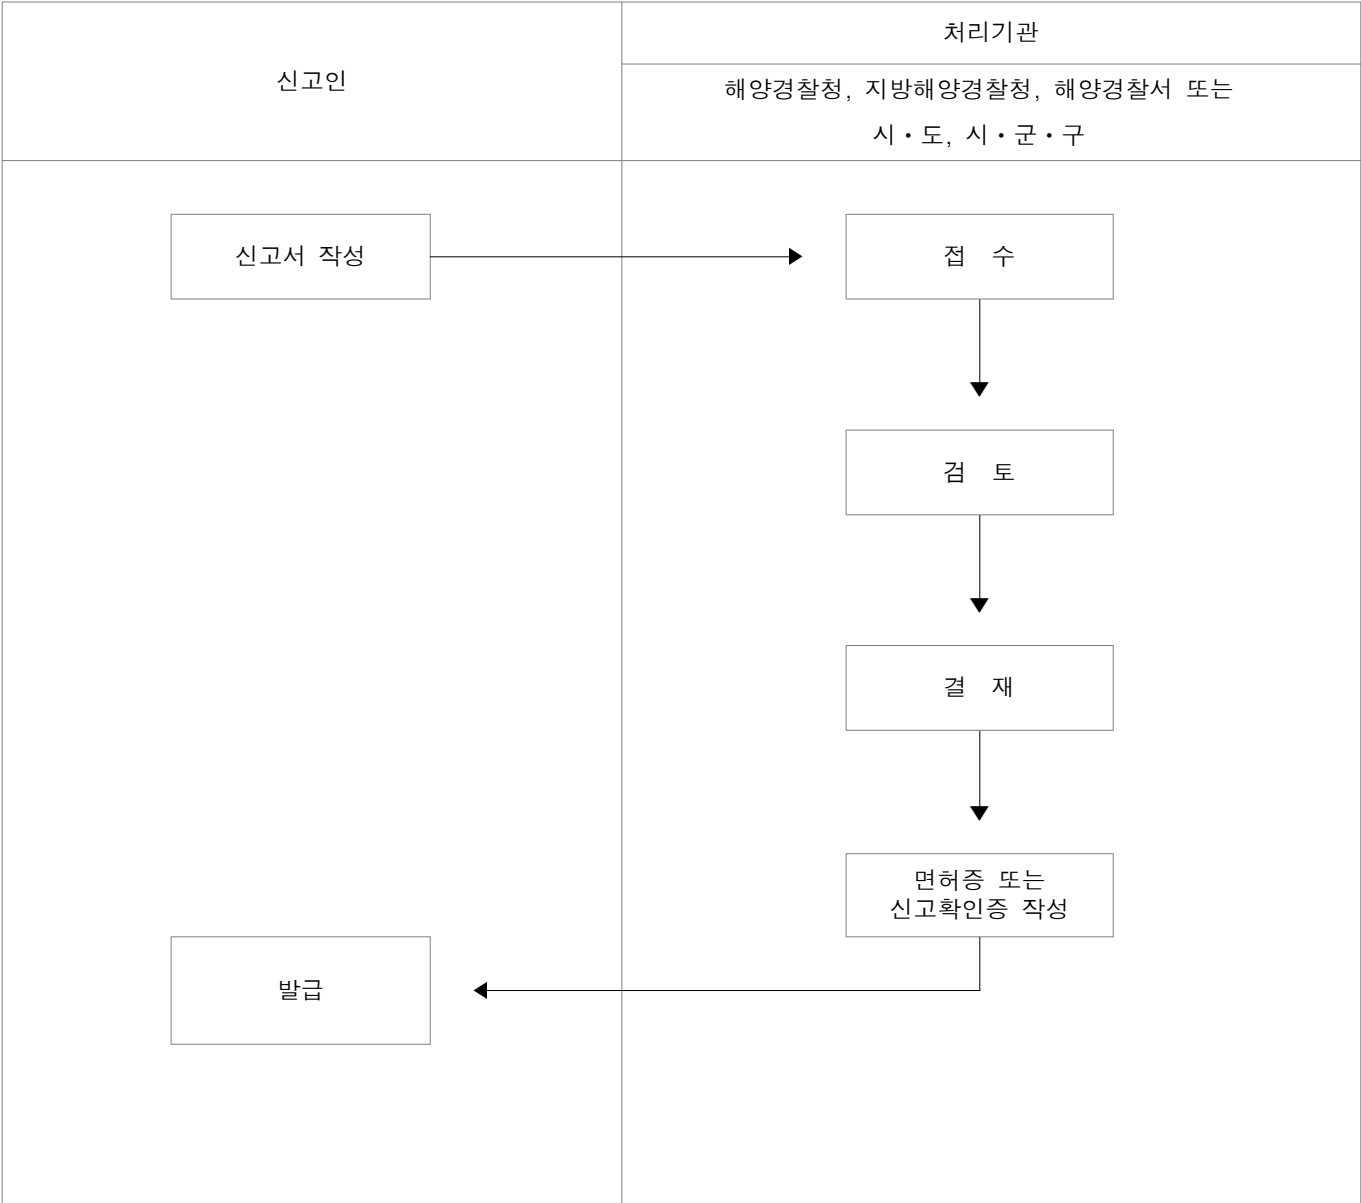 신고인
처리기관
해양경찰청, 지방해양경찰청, 해양경찰서 또는
시·도, 시·군·구
신고서 작성
접 수
검 토
결 재
면허증 또는
신고확인증 작성
발급